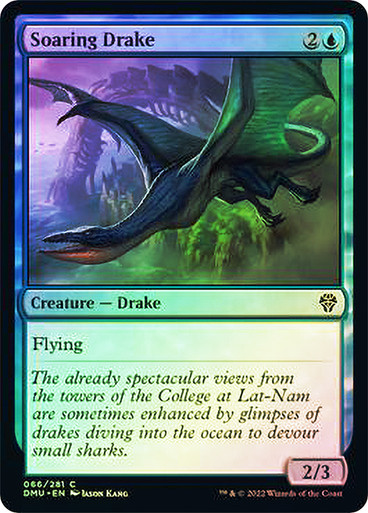 Soaring Drake 2
Creature — Drake
Flying
The already spectacular views from
the towers of the College at Lat-Nam
are sometimes enhanced by glimpses of
drakes diving into the ocean to devour
small sharks.
2/3
066/281 C
DMU • EN Jason Kang
™ & © 2022 Wizards of the Coast